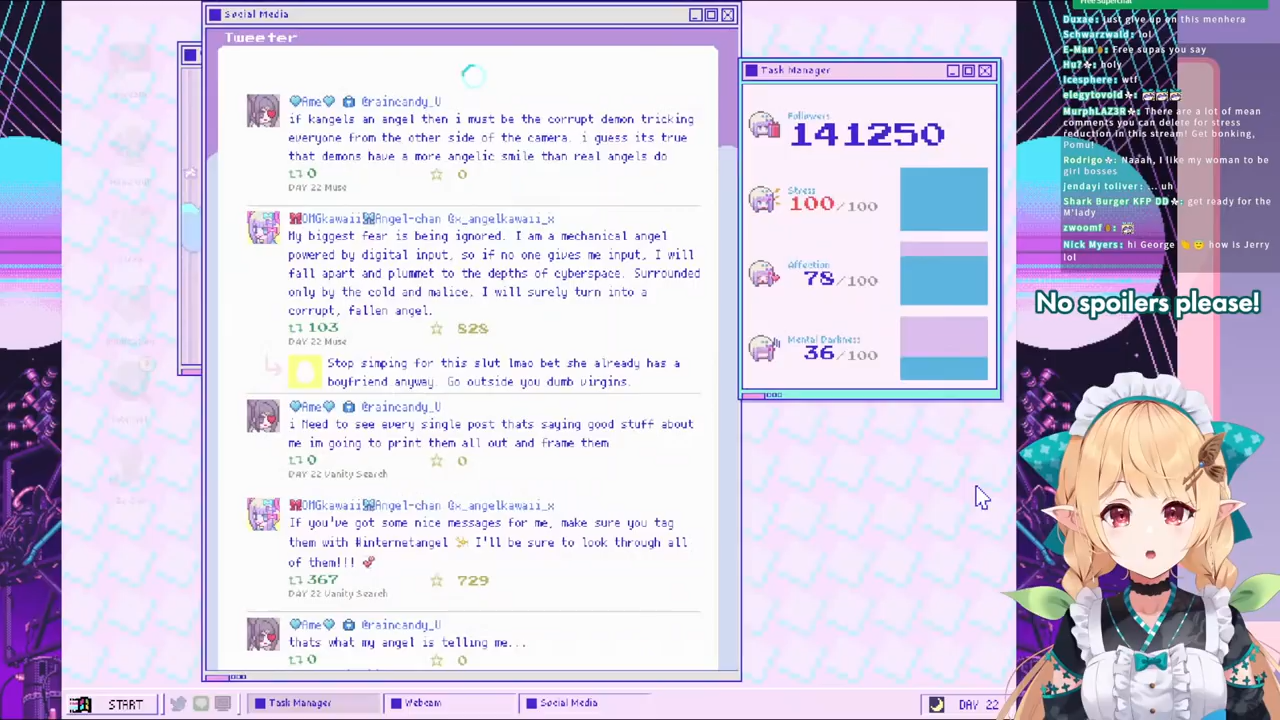 Social Media
Tweeter
Ame @raincandy_U
if kangels an angel then i must be the corrupt demon tricking
everyone from the other side of the camera. i guess its true
that demons have a more angelic smile than real angels do
0 0
DAY 22 Muse
OMGkawaii Angel-chan @x_angelkawaii_x
My biggest fear is being ignored. I am a mechanical angel
powered by digital input, so if no one gives me input, I will
fall apart and plummet to the depths of cyberspace. Surrounded
only by the cold and malice, I will surely turn into a
corrupt, fallen angel.
103 828
DAY 22 Muse
Stop simping for this slut lmao bet she already has a
boyfriend anyway. Go outside you dumb virgins.
Ame @raincandy_U
i Need to see every single post thats saying good stuff about
me im going to print them all out and frame them
0 0
DAY 22 Vanity Search
OMGkawaii Angel-chan @x_angelkawaii_x
If you've got some nice messages for me, make sure you tag
them with #internetangel I'll be sure to look through all
of them!!!
367 729
DAY 22 Vanity Search
Ame @raincandy_U
thats what my angel is telling me...
0 0
Task Manager
Followers
141250
Stress
100/100
Affection
78/100
Mental Darkness
36/100
Free Superchat
Duxae: just give up on this menhera
Schwarzwald: lol
E-Man: Free supas you say
Hu?: holy
Icesphere: wtf
elegytovoid
MurphLAZ3R: There are a lot of mean
comments you can delete for stress
reduction in this stream! Get bonking,
Pomu!
Rodrigo: Naaah, I like my woman to be
girl bosses
jendayi toliver: ... uh
Shark Burger KFP DD: get ready for the
M'lady
zwoomf:
Nick Myers: hi George how is Jerry
lol
No spoilers please!
START
Task Manager
Webcam
Social Media
DAY 22